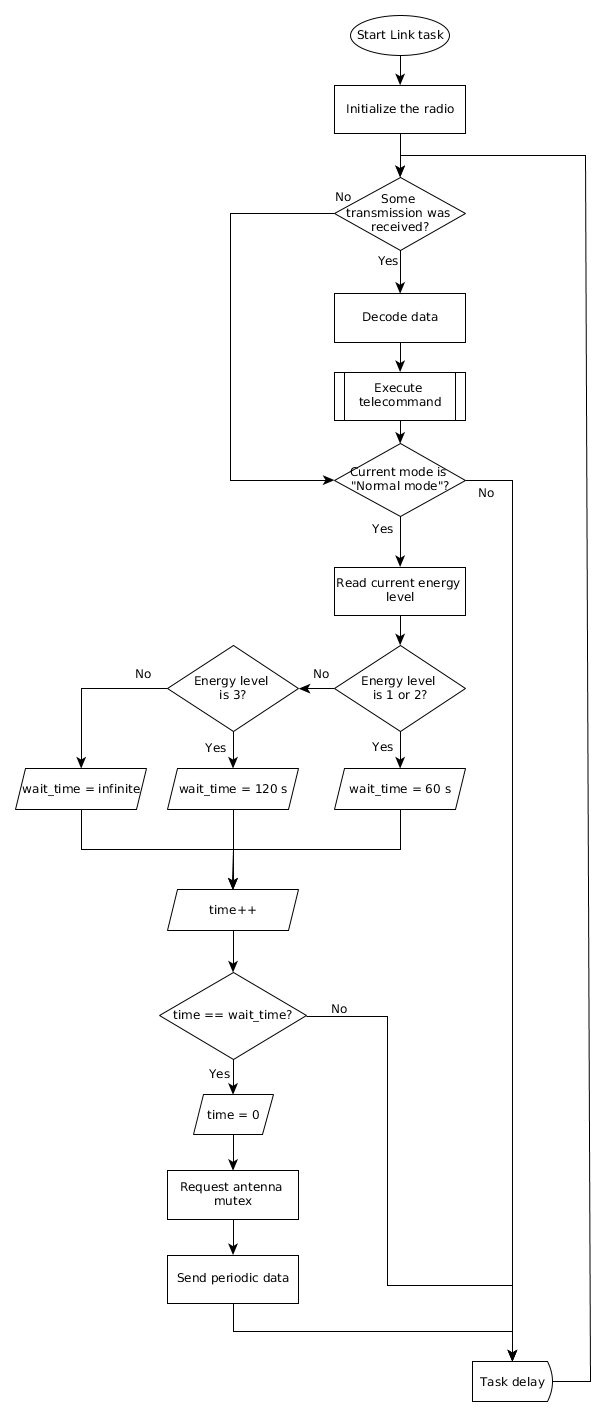 Start Link task
Initialize the radio
No
Some
transmission was
received?
Yes
Decode data
Execute
telecommand
Current mode is
"Normal mode"?
No
Yes
Read current energy
level
No
Energy level
is 3?
No
Energy level
is 1 or 2?
Yes
Yes
wait_time = infinite
wait_time = 120 s
wait_time = 60 s
time++
time == wait_time?
No
Yes
time = 0
Request antenna
mutex
Send periodic data
Task delay